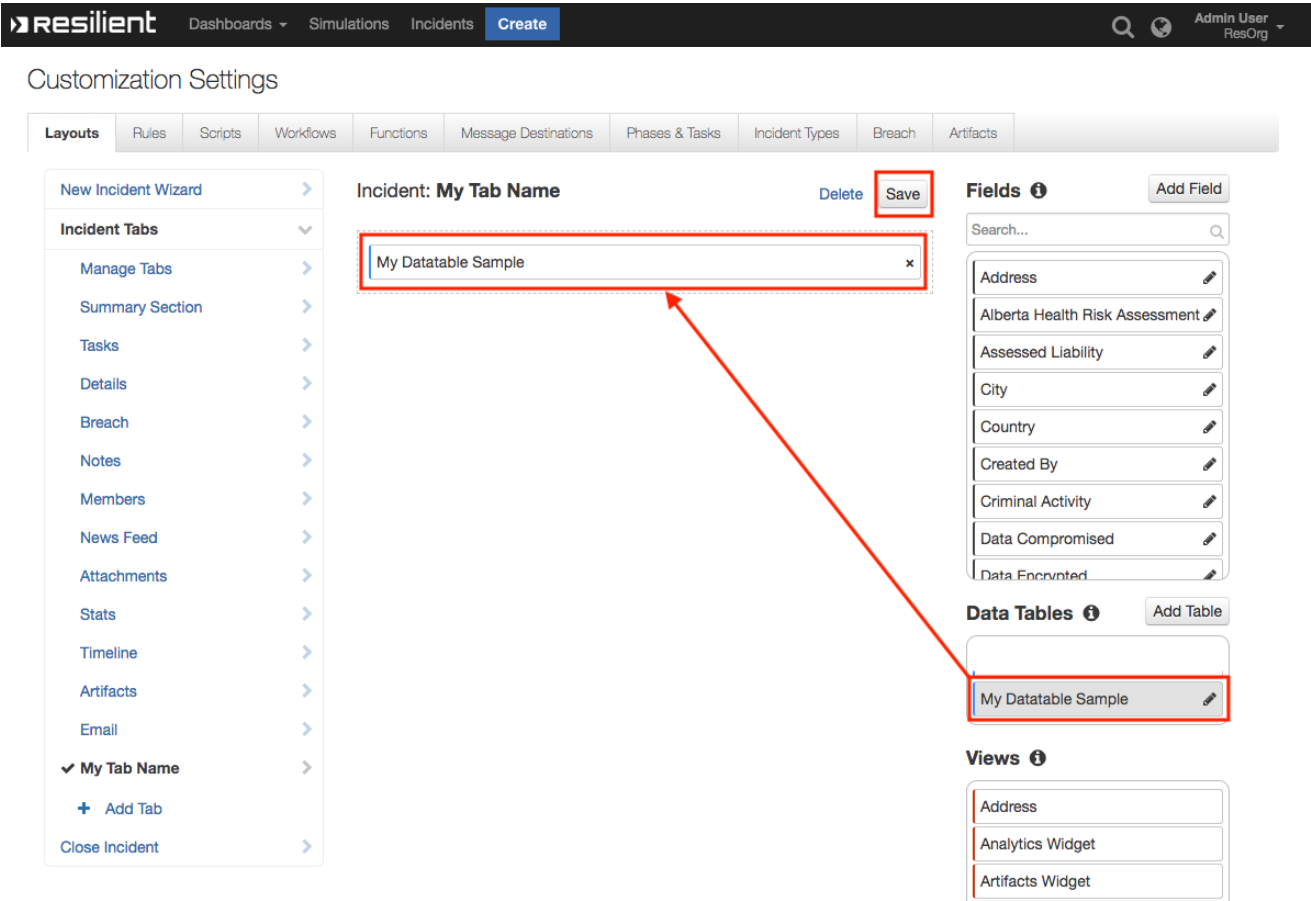 Resilient Dashboards Simulations Incidents Create Admin User
ResOrg
Customization Settings
Layouts Rules Scripts Workflows Functions Message Destinations Phases & Tasks Incident Types Breach Artifacts
New Incident Wizard
Incident Tabs
Manage Tabs
Summary Section
Tasks
Details
Breach
Notes
Members
News Feed
Attachments
Stats
Timeline
Artifacts
Email
My Tab Name
Add Tab
Close Incident
Incident: My Tab Name Delete Save
My Datatable Sample
Fields Add Field
Search...
Address
Alberta Health Risk Assessment
Assessed Liability
City
Country
Created By
Criminal Activity
Data Compromised
Data Encrypted
Data Tables Add Table
My Datatable Sample
Views
Address
Analytics Widget
Artifacts Widget